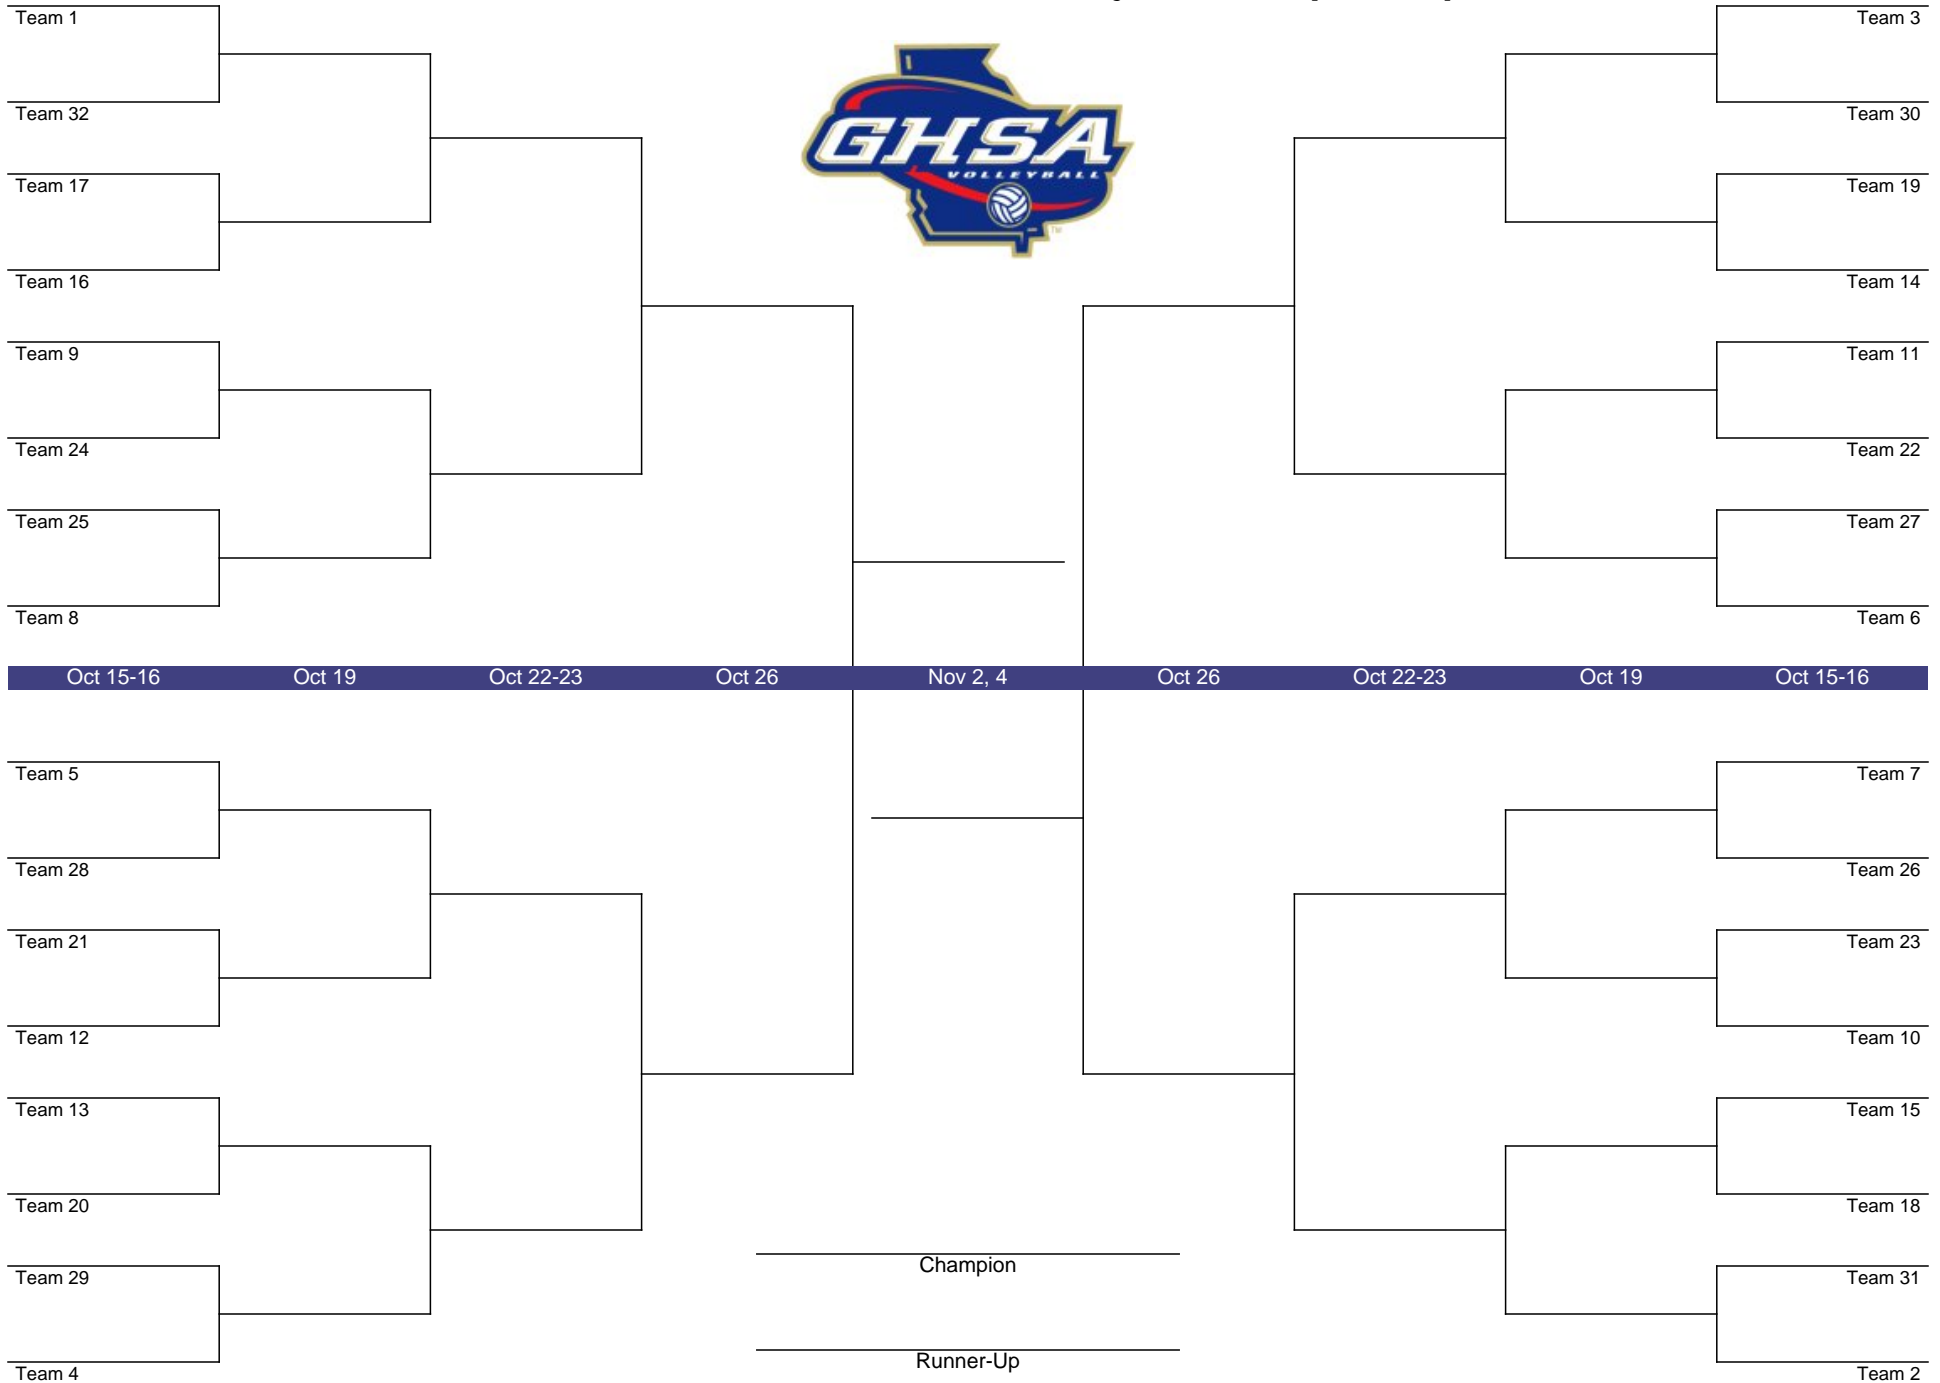 Team 1
Team 32
Team 17
Team 16
Team 9
Team 24
Team 25
Team 8
GHSA
VOLLEYBALL
TM
Team 3
Team 30
Team 19
Team 14
Team 11
Team 22
Team 27
Team 6
Oct 15-16 Oct 19 Oct 22-23 Oct 26 Nov 2, 4 Oct 26 Oct 22-23 Oct 19 Oct 15-16
Team 5
Team 28
Team 21
Team 12
Team 13
Team 20
Team 29
Team 4
Champion
Runner-Up
Team 7
Team 26
Team 23
Team 10
Team 15
Team 18
Team 31
Team 2